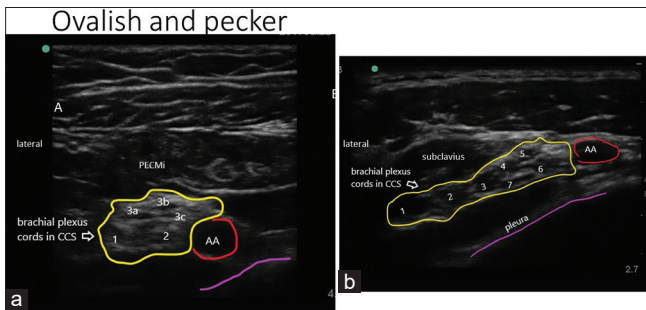 Ovalish and pecker
A
lateral
PECMi
3b
3a
3c
brachial plexus
cords in CCS
1
2
AA
a
4
lateral
subclavius
AA
5
4
6
brachial plexus
cords in CCS
3
7
2
1
pleura
b
2.7